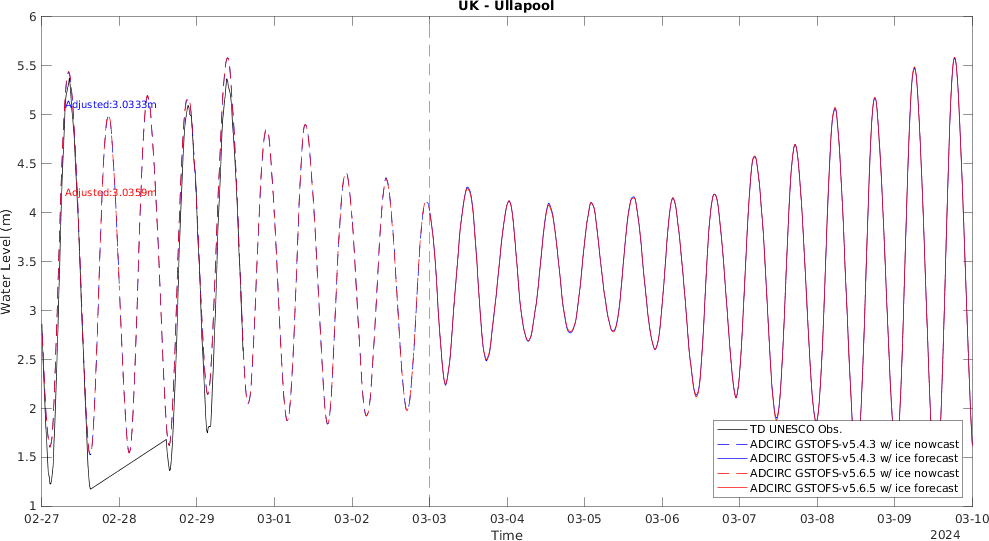 UK - Ullapool
6
5.5
5
4.5
4
3.5
3
2.5
2
1.5
1
Water Level (m)
Adjusted:3.0333m
Adjusted:3.0359m
TD UNESCO Obs.
ADCIRC GSTOFS-v5.4.3 w/ ice nowcast
ADCIRC GSTOFS-v5.4.3 w/ ice forecast
ADCIRC GSTOFS-v5.6.5 w/ ice nowcast
ADCIRC GSTOFS-v5.6.5 w/ ice forecast
02-27 02-28 02-29 03-01 03-02 03-03 03-04 03-05 03-06 03-07 03-08 03-09 03-10
Time
2024